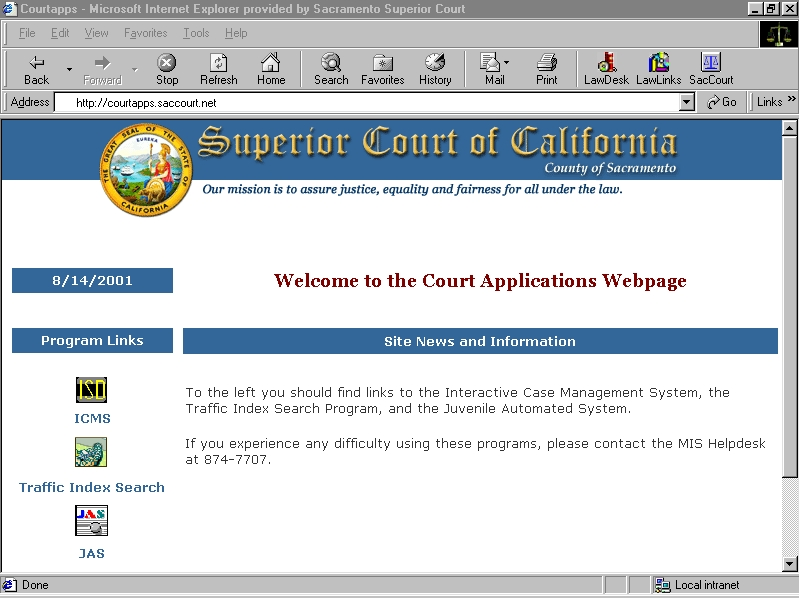 Courtapps - Microsoft Internet Explorer provided by Sacramento Superior Court
File Edit View Favorites Tools Help
Back Forward Stop Refresh Home Search Favorites History Mail Print LawDesk LawLinks SacCourt
Address http://courtapps.saccourt.net Go Links »
THE GREAT SEAL OF THE STATE OF CALIFORNIA
EUREKA
Superior Court of California
County of Sacramento
Our mission is to assure justice, equality and fairness for all under the law.
8/14/2001
Welcome to the Court Applications Webpage
Program Links
Site News and Information
ISD
ICMS
To the left you should find links to the Interactive Case Management System, the
Traffic Index Search Program, and the Juvenile Automated System.
If you experience any difficulty using these programs, please contact the MIS Helpdesk
at 874-7707.
Traffic Index Search
JAS
JAS
Done Local intranet